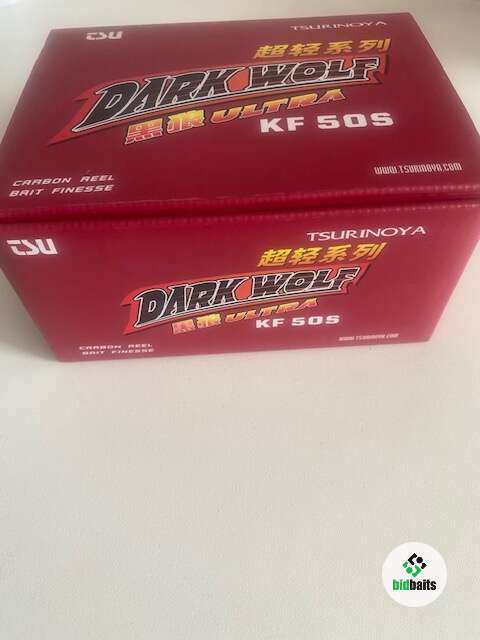 TSU
TSURINOYA
超轻系列
DARK WOLF
黑狼 ULTRA
KF 50S
CARBON REEL
BAIT FINESSE
WWW.TSURINOYA.COM
TSU
TSURINOYA
超轻系列
DARK WOLF
黑狼 ULTRA
KF 50S
CARBON REEL
BAIT FINESSE
WWW.TSURINOYA.COM
bidbaits